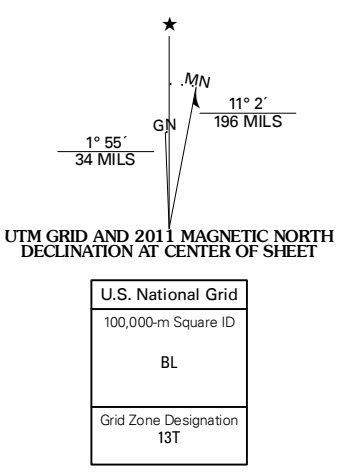 MN
GN
11° 2´
196 MILS
1° 55´
34 MILS
UTM GRID AND 2011 MAGNETIC NORTH
DECLINATION AT CENTER OF SHEET
U.S. National Grid
100,000-m Square ID
BL
Grid Zone Designation
13T